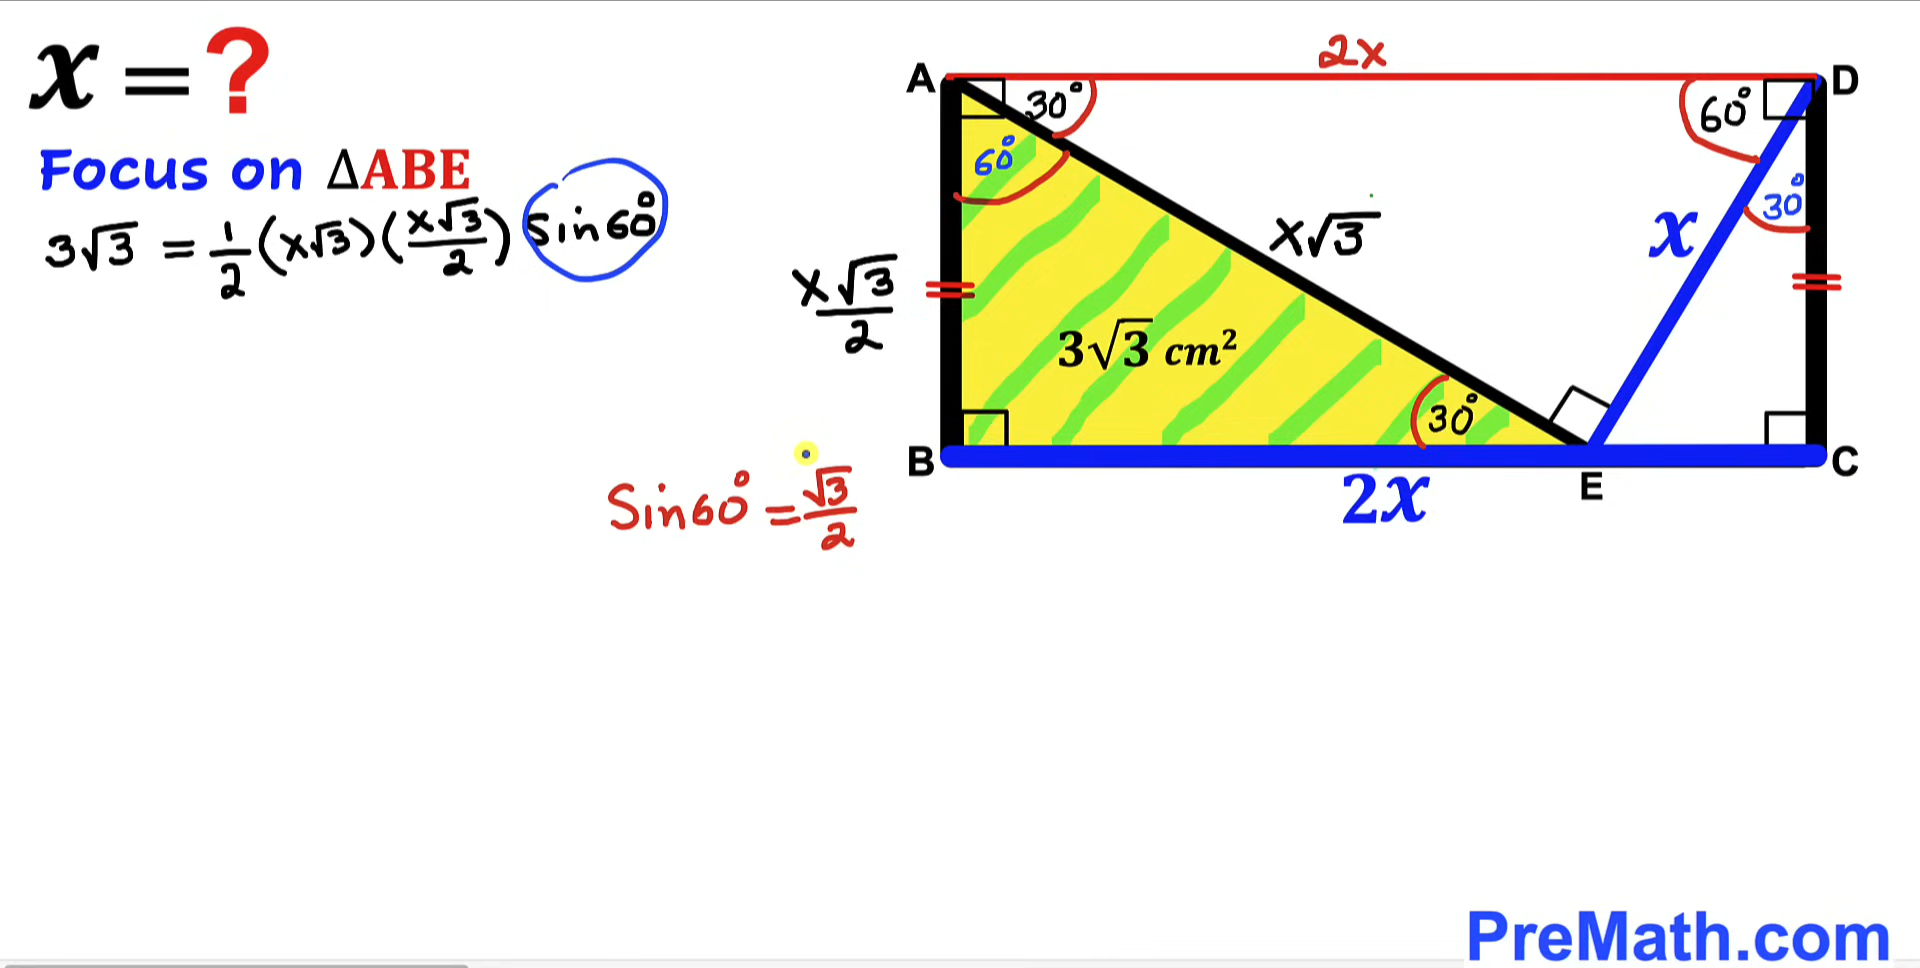 x = ?
Focus on ΔABE
3√3 = 1/2 (x√3)(x√3/2) sin60°
Sin60° = √3/2
2x
A
D
30°
60°
60°
30°
x√3
x
x√3/2
3√3 cm²
30°
B
C
E
2x
PreMath.com